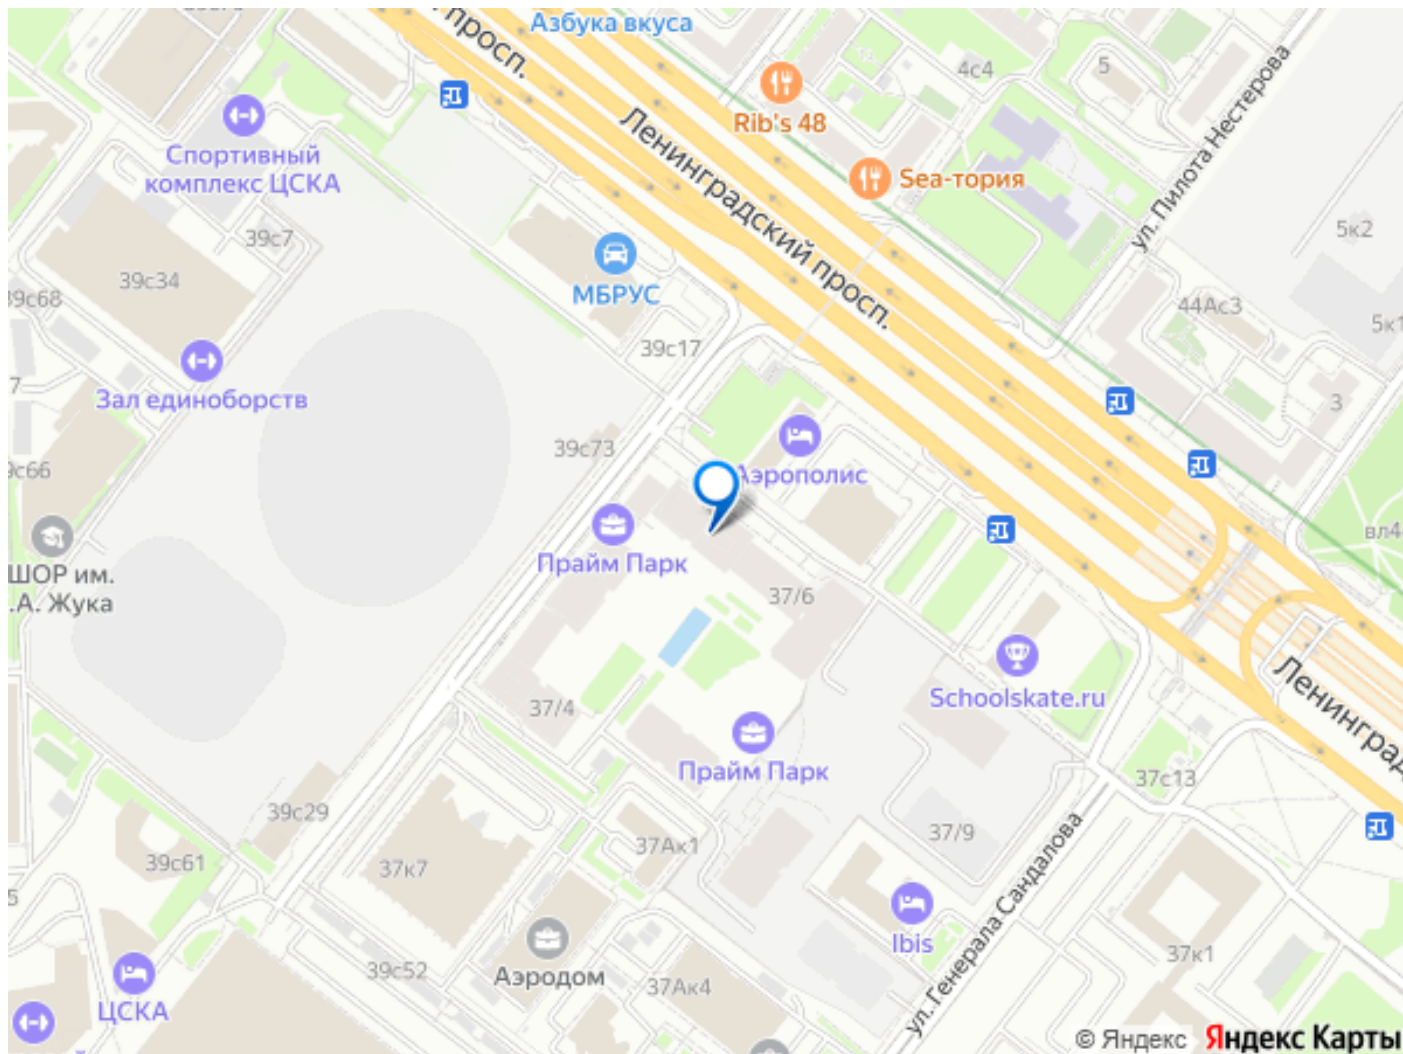 Азбука вкуса
просп.
4с4
5
Rib's 48
ул. Пилота Нестерова
Спортивный
комплекс ЦСКА
Ленинградский просп.
Sea-тория
39с7
5к2
39с34
МБРУС
39с68
44Ас3
5к1
39с17
7
Зал единоборств
3
39с73
39с66
Аэрополис
вл4
Прайм Парк
ШОР им.
.А. Жука
37/6
Schoolskate.ru
Ленинград
37/4
Прайм Парк
37с13
39с29
37/9
37Ак1
39с61
37к7
5
Ibis
ул. Генерала Сандалова
37к1
39с52
Аэродом
37Ак4
ЦСКА
© Яндекс Яндекс Карты